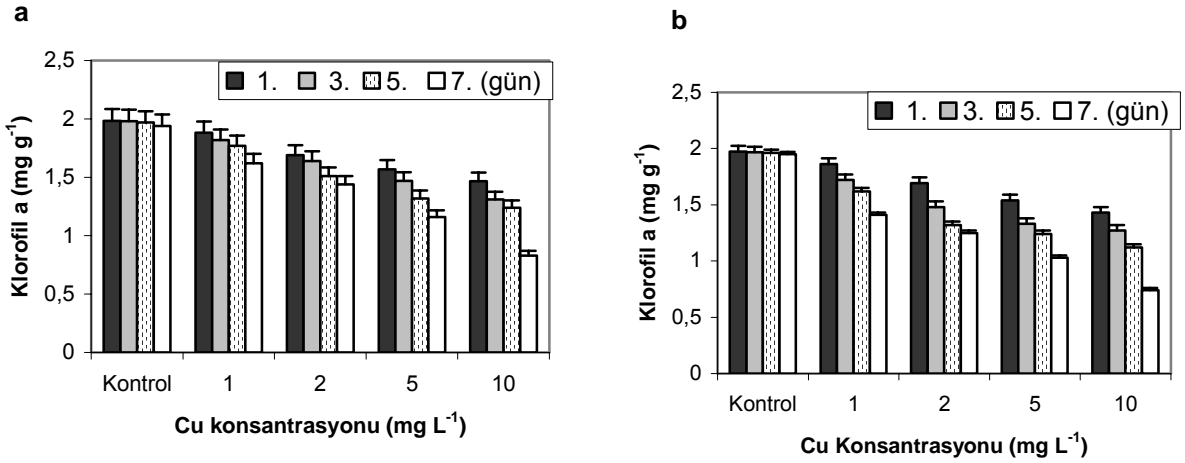 a
2,5
2
1,5
1
0,5
0
Klorofil a (mg g-1)
1. 3. 5. 7. (gün)
Kontrol 1 2 5 10
Cu konsantrasyonu (mg L-1)
b
2,5
2
1,5
1
0,5
0
Klorofil a (mg g-1)
1. 3. 5. 7. (gün)
Kontrol 1 2 5 10
Cu Konsantrasyonu (mg L-1)